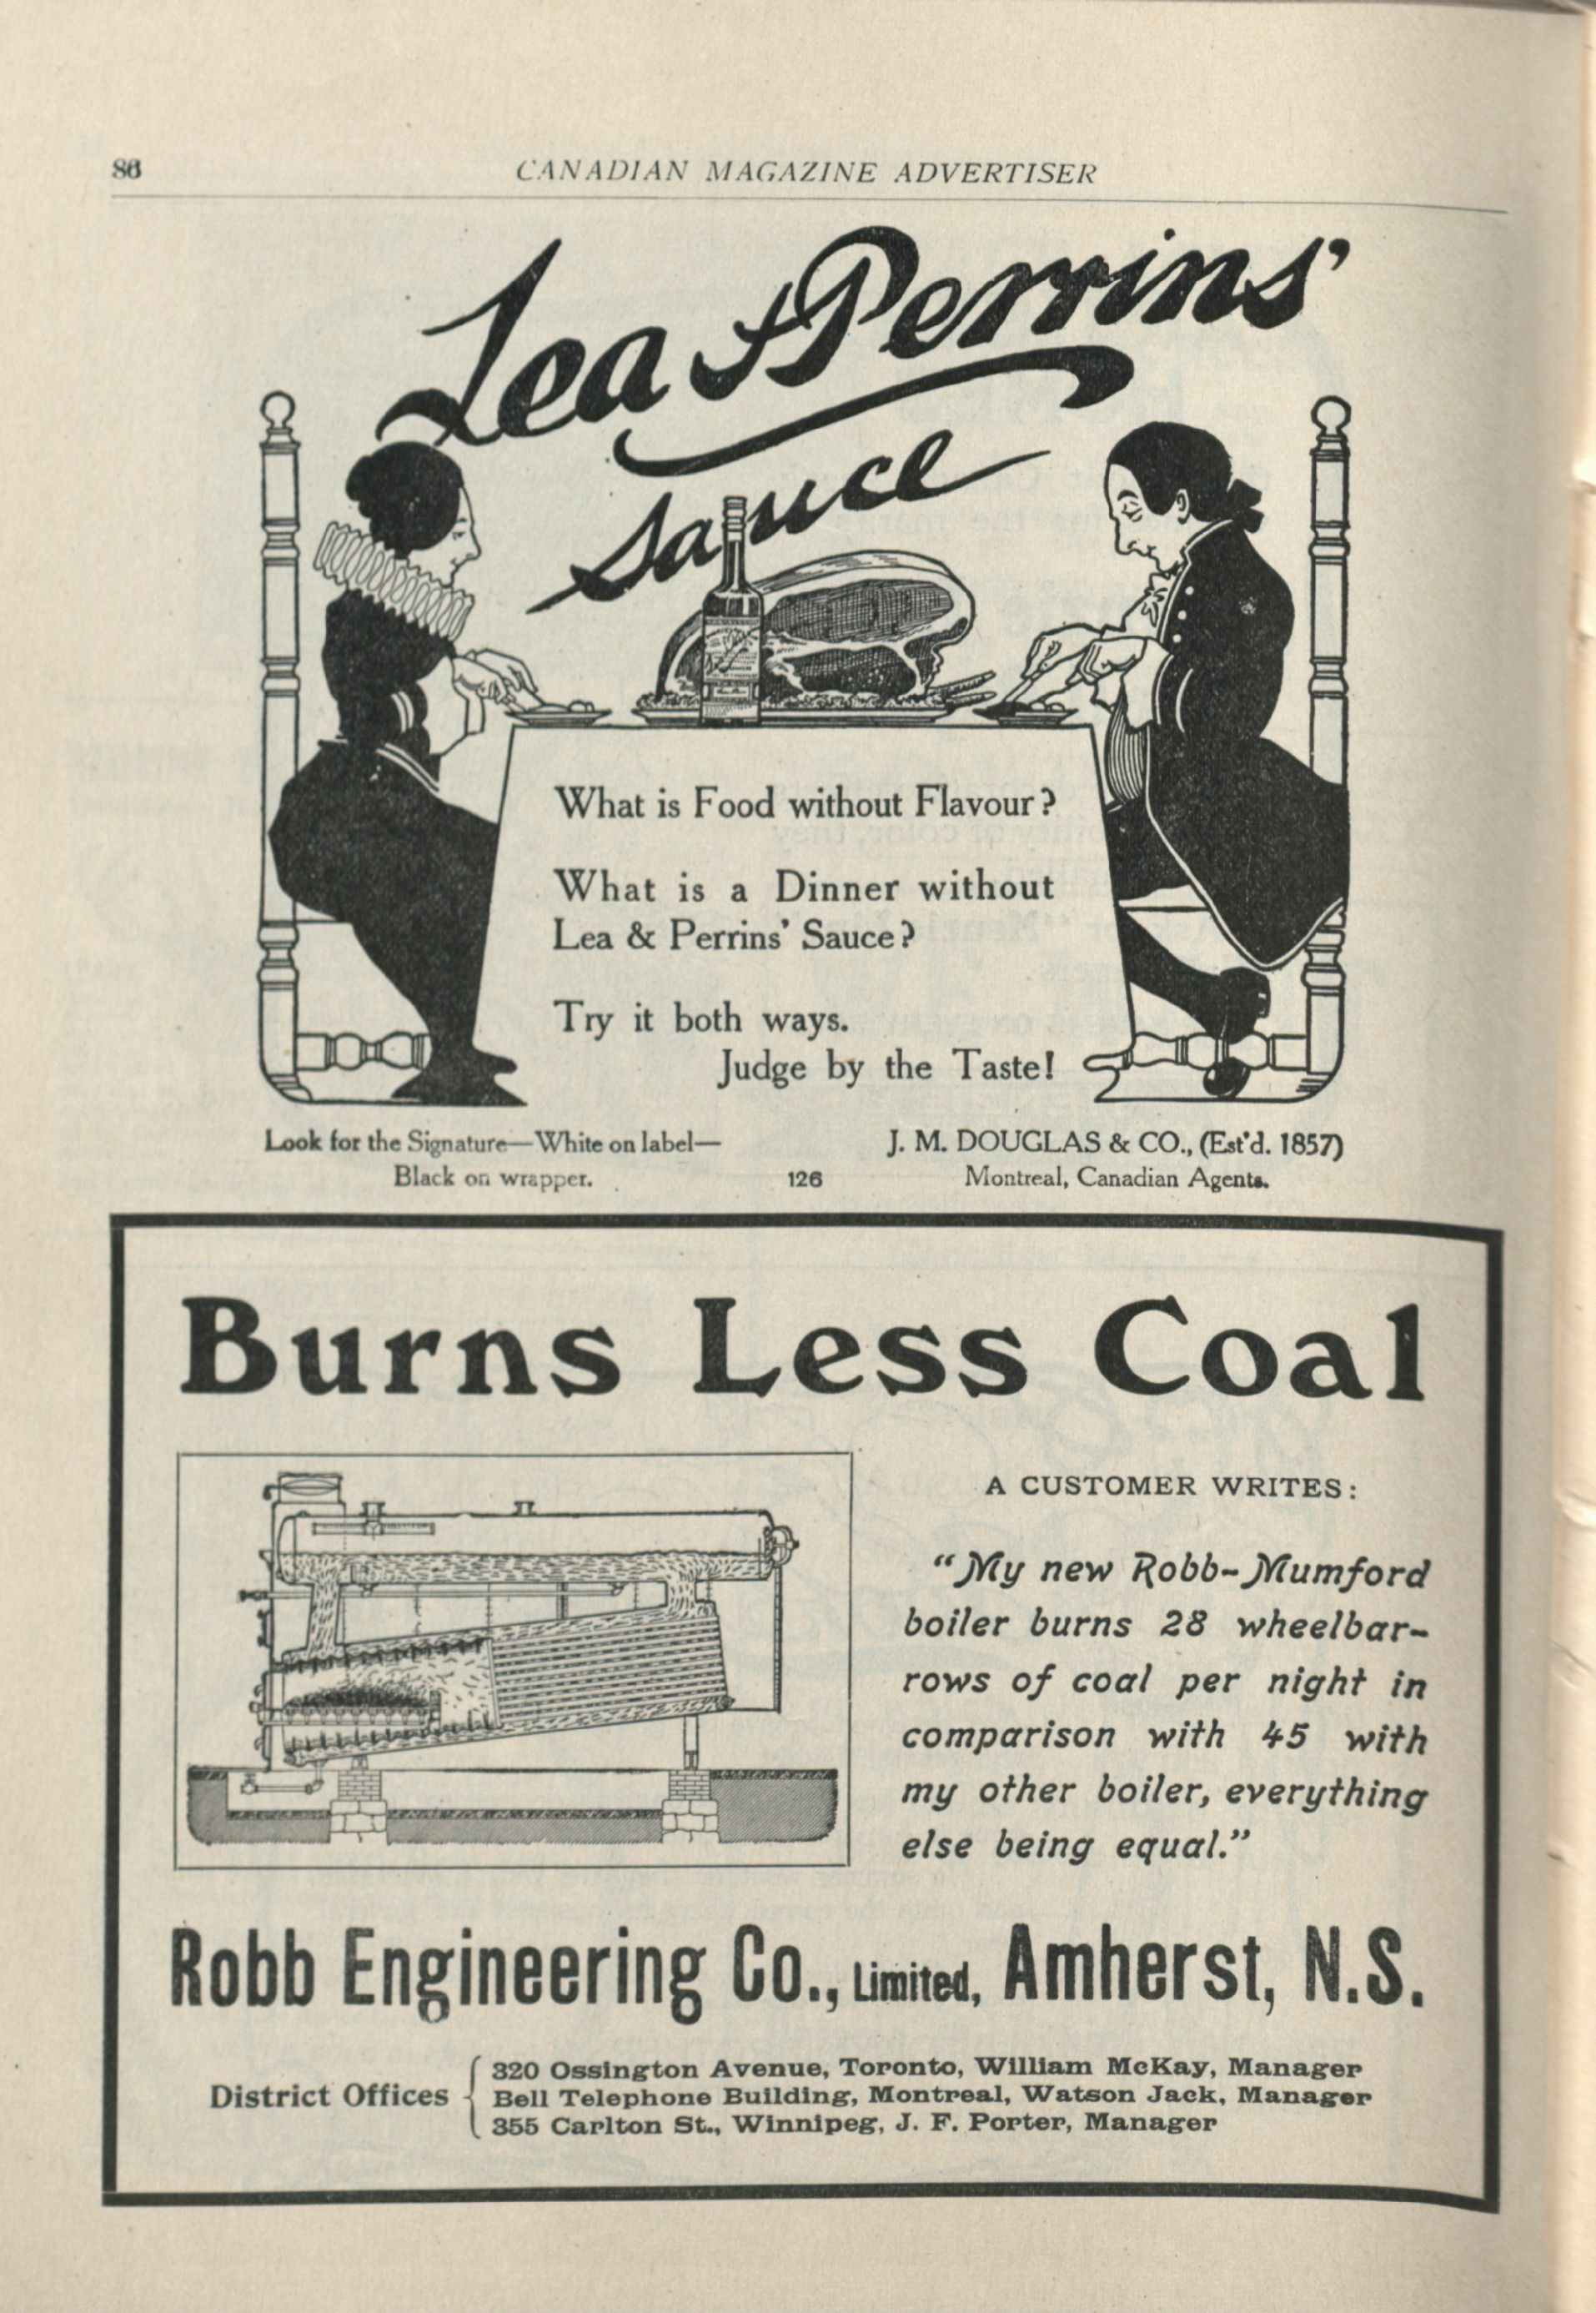 86
CANADIAN MAGAZINE ADVERTISER
Lea & Perrins'
Sauce
What is Food without Flavour?
What is a Dinner without
Lea & Perrins' Sauce?
Try it both ways.
Judge by the Taste!
Look for the Signature—White on label—
Black on wrapper.
126
J. M. DOUGLAS & CO., (Est'd. 1857)
Montreal, Canadian Agents.
Burns Less Coal
A CUSTOMER WRITES:
"My new Robb-Mumford
boiler burns 28 wheelbar-
rows of coal per night in
comparison with 45 with
my other boiler, everything
else being equal."
Robb Engineering Co., Limited, Amherst, N.S.
District Offices
320 Ossington Avenue, Toronto, William McKay, Manager
Bell Telephone Building, Montreal, Watson Jack, Manager
355 Carlton St., Winnipeg, J. F. Porter, Manager